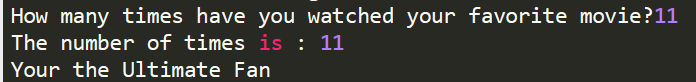 How many times have you watched your favorite movie?11
The number of times is : 11
Your the Ultimate Fan